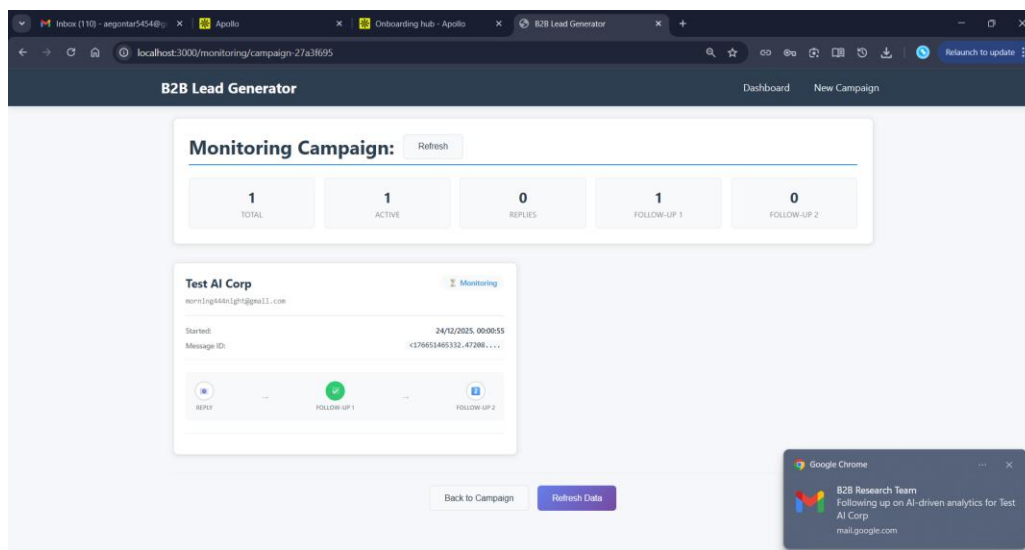 Inbox (110) - aegontar5454@g
Apollo
Onboarding hub - Apollo
B2B Lead Generator
localhost:3000/monitoring/campaign-27a3f695
Relaunch to update
B2B Lead Generator
Dashboard
New Campaign
Monitoring Campaign:
Refresh
1
TOTAL
1
ACTIVE
0
REPLIES
1
FOLLOW-UP 1
0
FOLLOW-UP 2
Test AI Corp
Monitoring
morning444night@gmail.com
Started:
24/12/2025, 00:00:55
Message ID:
<176651465332.47208....
REPLY
→
FOLLOW-UP 1
→
2
FOLLOW-UP 2
Back to Campaign
Refresh Data
Google Chrome
B2B Research Team
Following up on AI-driven analytics for Test
AI Corp
mail.google.com